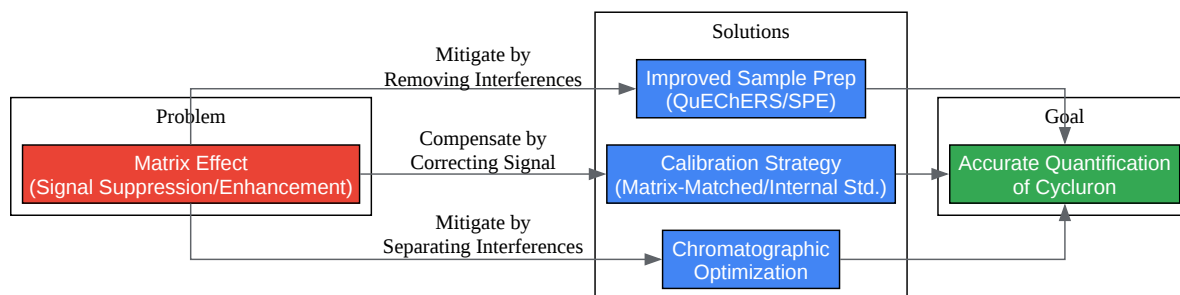 Solutions
Mitigate by
Removing Interferences
Improved Sample Prep
(QuEChERS/SPE)
Problem
Matrix Effect
(Signal Suppression/Enhancement)
Compensate by
Correcting Signal
Calibration Strategy
(Matrix-Matched/Internal Std.)
Goal
Accurate Quantification
of Cycluron
Mitigate by
Separating Interferences
Chromatographic
Optimization